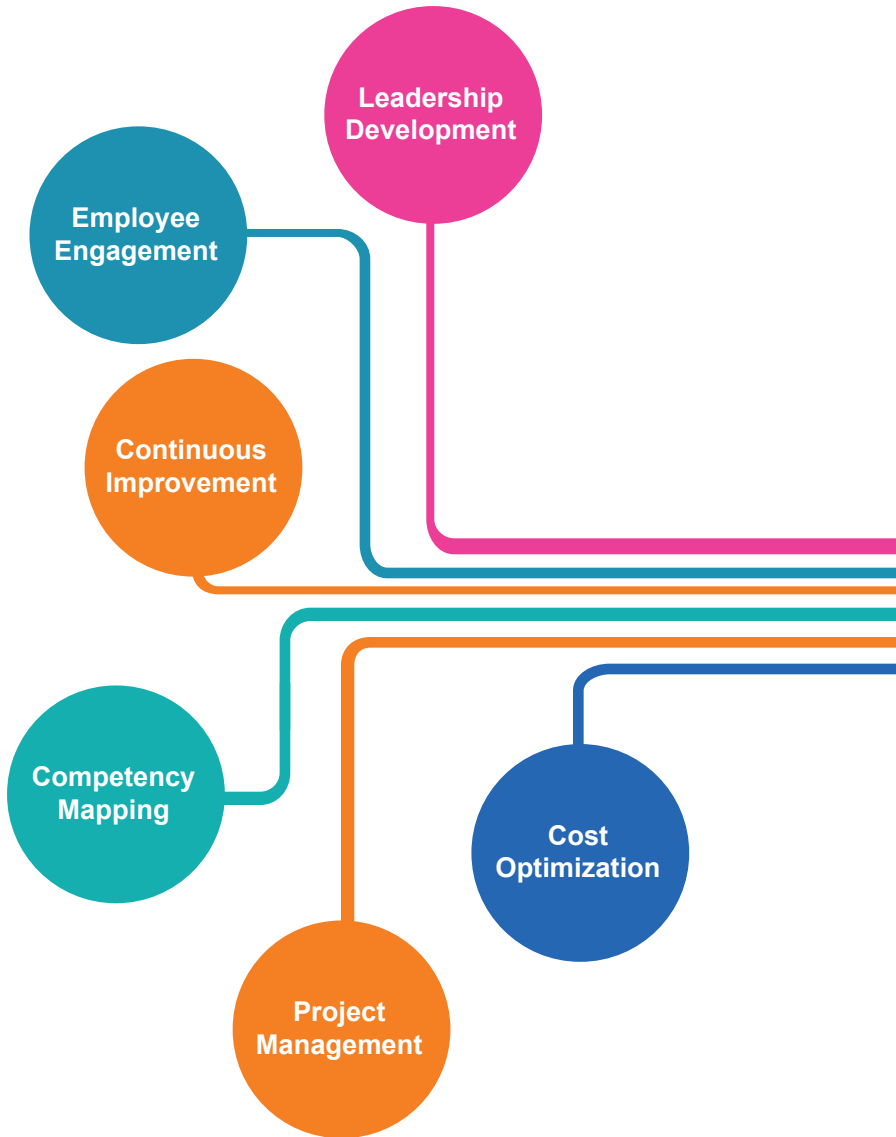 Leadership
Development
Employee
Engagement
Continuous
Improvement
Competency
Mapping
Cost
Optimization
Project
Management